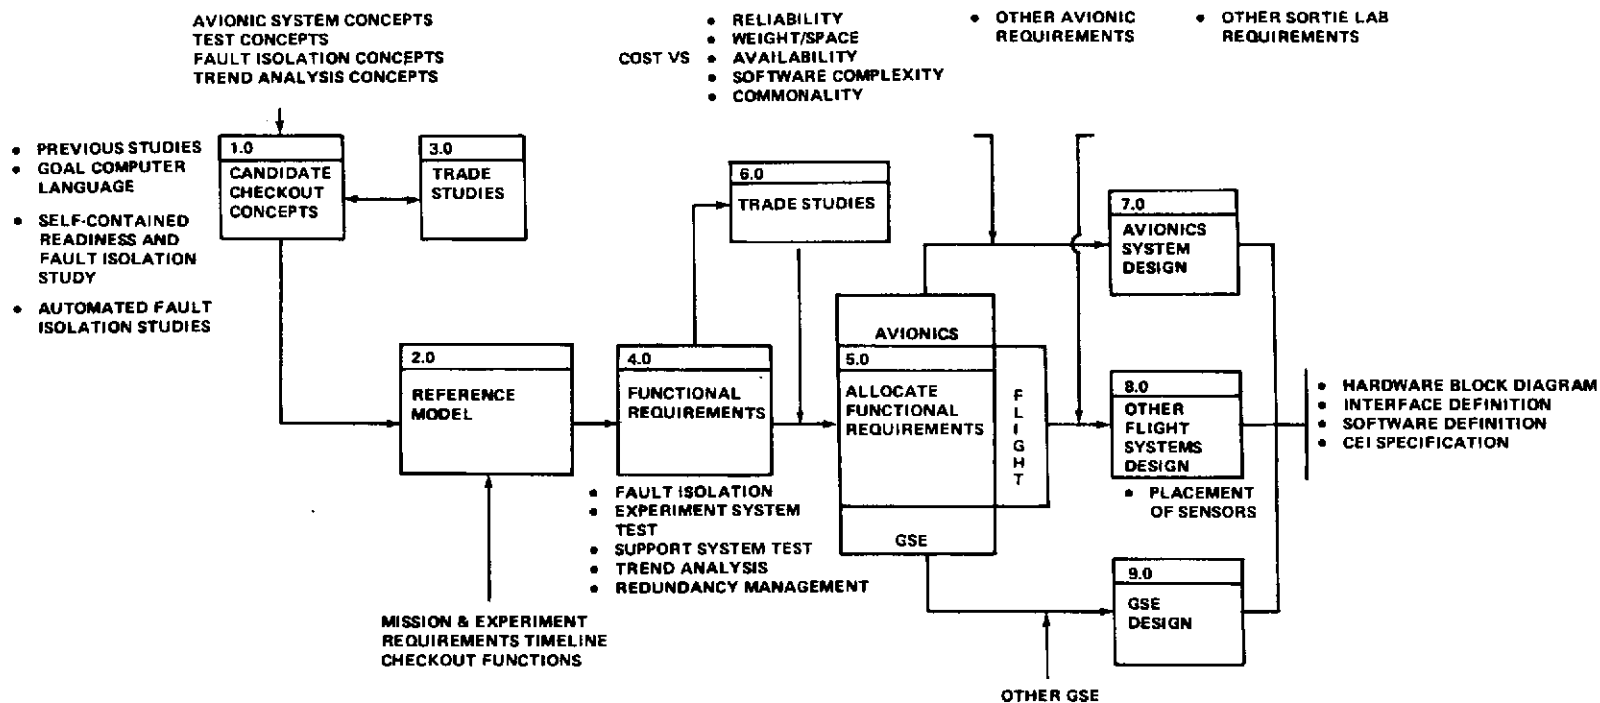 AVIONIC SYSTEM CONCEPTS
TEST CONCEPTS
FAULT ISOLATION CONCEPTS
TREND ANALYSIS CONCEPTS
COST VS
• RELIABILITY
• WEIGHT/SPACE
• AVAILABILITY
• SOFTWARE COMPLEXITY
• COMMONALITY
• OTHER AVIONIC
REQUIREMENTS
• OTHER SORTIE LAB
REQUIREMENTS
• PREVIOUS STUDIES
• GOAL COMPUTER
LANGUAGE
• SELF-CONTAINED
READINESS AND
FAULT ISOLATION
STUDY
• AUTOMATED FAULT
ISOLATION STUDIES
1.0
CANDIDATE
CHECKOUT
CONCEPTS
3.0
TRADE
STUDIES
2.0
REFERENCE
MODEL
MISSION & EXPERIMENT
REQUIREMENTS TIMELINE
CHECKOUT FUNCTIONS
4.0
FUNCTIONAL
REQUIREMENTS
• FAULT ISOLATION
• EXPERIMENT SYSTEM
TEST
• SUPPORT SYSTEM TEST
• TREND ANALYSIS
• REDUNDANCY MANAGEMENT
6.0
TRADE STUDIES
AVIONICS
5.0
ALLOCATE
FUNCTIONAL
REQUIREMENTS
FLIGHT
GSE
7.0
AVIONICS
SYSTEM
DESIGN
8.0
OTHER
FLIGHT
SYSTEMS
DESIGN
• PLACEMENT
OF SENSORS
9.0
GSE
DESIGN
OTHER GSE
• HARDWARE BLOCK DIAGRAM
• INTERFACE DEFINITION
• SOFTWARE DEFINITION
• CEI SPECIFICATION